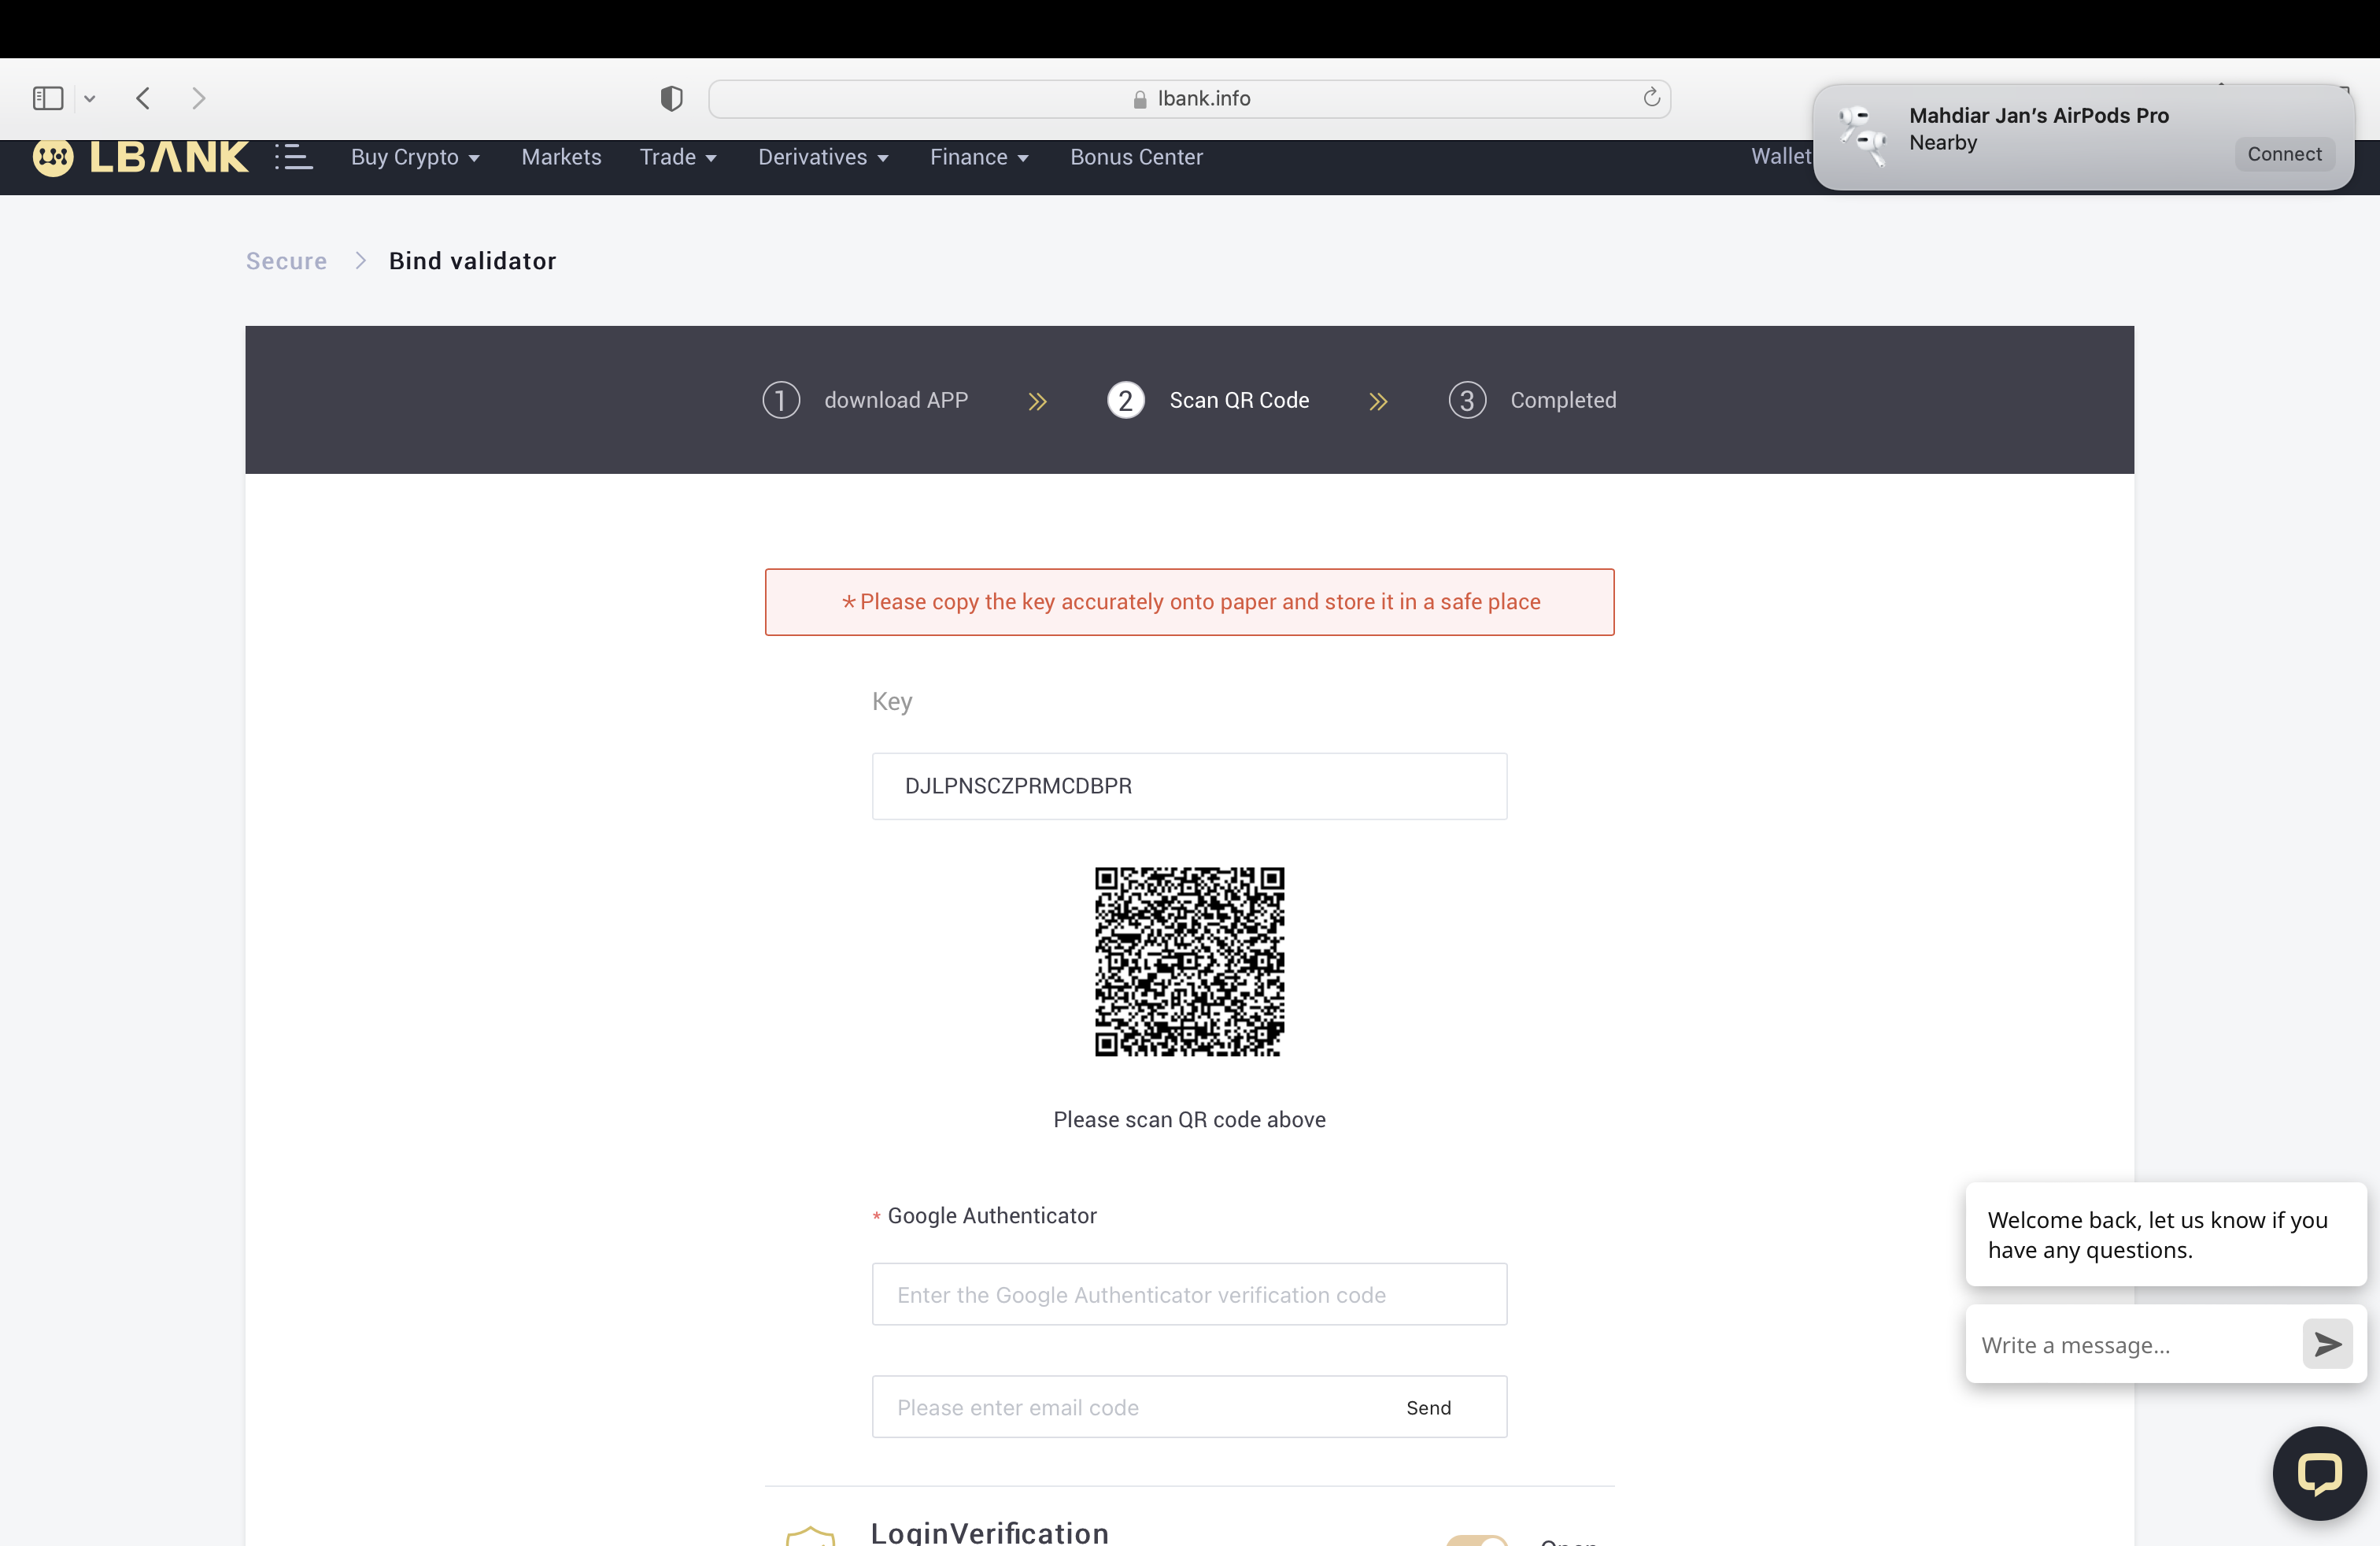 lbank.info
Mahdiar Jan's AirPods Pro
Nearby
Connect
LBANK
Buy Crypto
Markets
Trade
Derivatives
Finance
Bonus Center
Wallet
Secure > Bind validator
1 download APP
2 Scan QR Code
3 Completed
* Please copy the key accurately onto paper and store it in a safe place
Key
DJLPNSCZPRMCDBPR
Please scan QR code above
* Google Authenticator
Enter the Google Authenticator verification code
Please enter email code
Send
Welcome back, let us know if you
have any questions.
Write a message...
LoginVerification